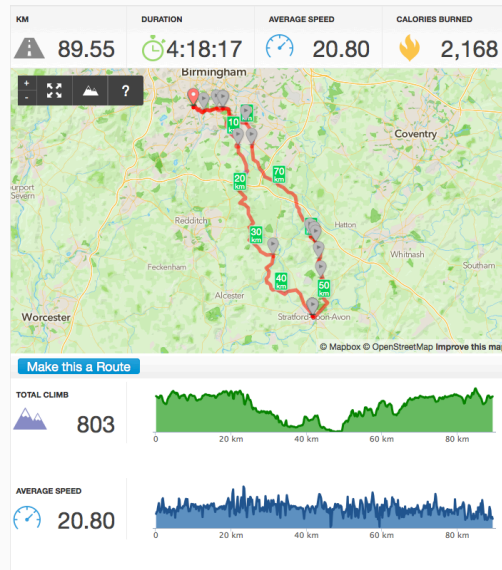 KM
DURATION
AVERAGE SPEED
CALORIES BURNED
89.55
4:18:17
20.80
2,168
Birmingham
+
-
?
10
Coventry
70
km
20
km
Redditch
Hatton
30
km
Whitnash
Feckenham
Southam
40
km
50
km
Alcester
Worcester
© Mapbox © OpenStreetMap Improve this map
Make this a Route
TOTAL CLIMB
803
0
20 km
40 km
60 km
80 km
AVERAGE SPEED
20.80
0
20 km
40 km
60 km
80 km